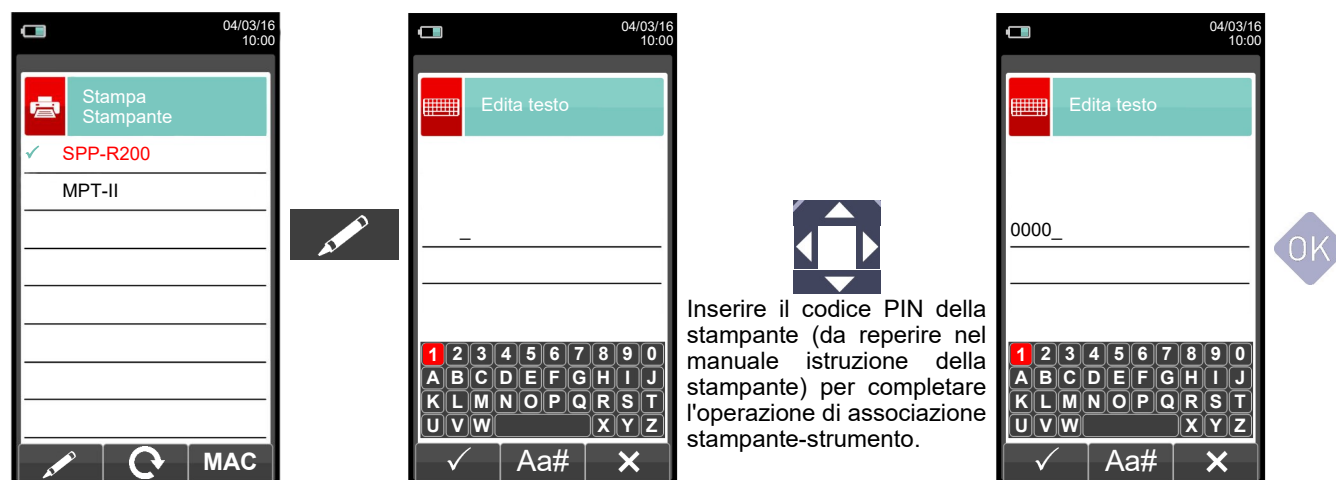 04/03/16
10:00
Stampa
Stampante
✓ SPP-R200
MPT-II
MAC
04/03/16
10:00
Edita testo
_
1 2 3 4 5 6 7 8 9 0
A B C D E F G H I J
K L M N O P Q R S T
U V W X Y Z
✓ Aa# ✕
Inserire il codice PIN della
stampante (da reperire nel
manuale istruzione della
stampante) per completare
l'operazione di associazione
stampante-strumento.
04/03/16
10:00
Edita testo
0000_
1 2 3 4 5 6 7 8 9 0
A B C D E F G H I J
K L M N O P Q R S T
U V W X Y Z
✓ Aa# ✕
OK